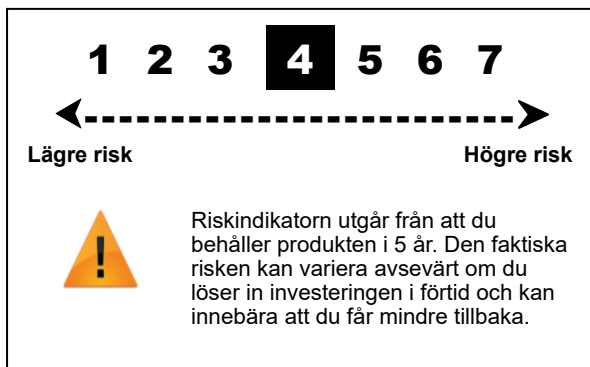 1 2 3 4 5 6 7
Lägre risk Högre risk
!
Riskindikatorn utgår från att du
behåller produkten i 5 år. Den faktiska
risken kan variera avsevärt om du
löser in investeringen i förtid och kan
innebära att du får mindre tillbaka.